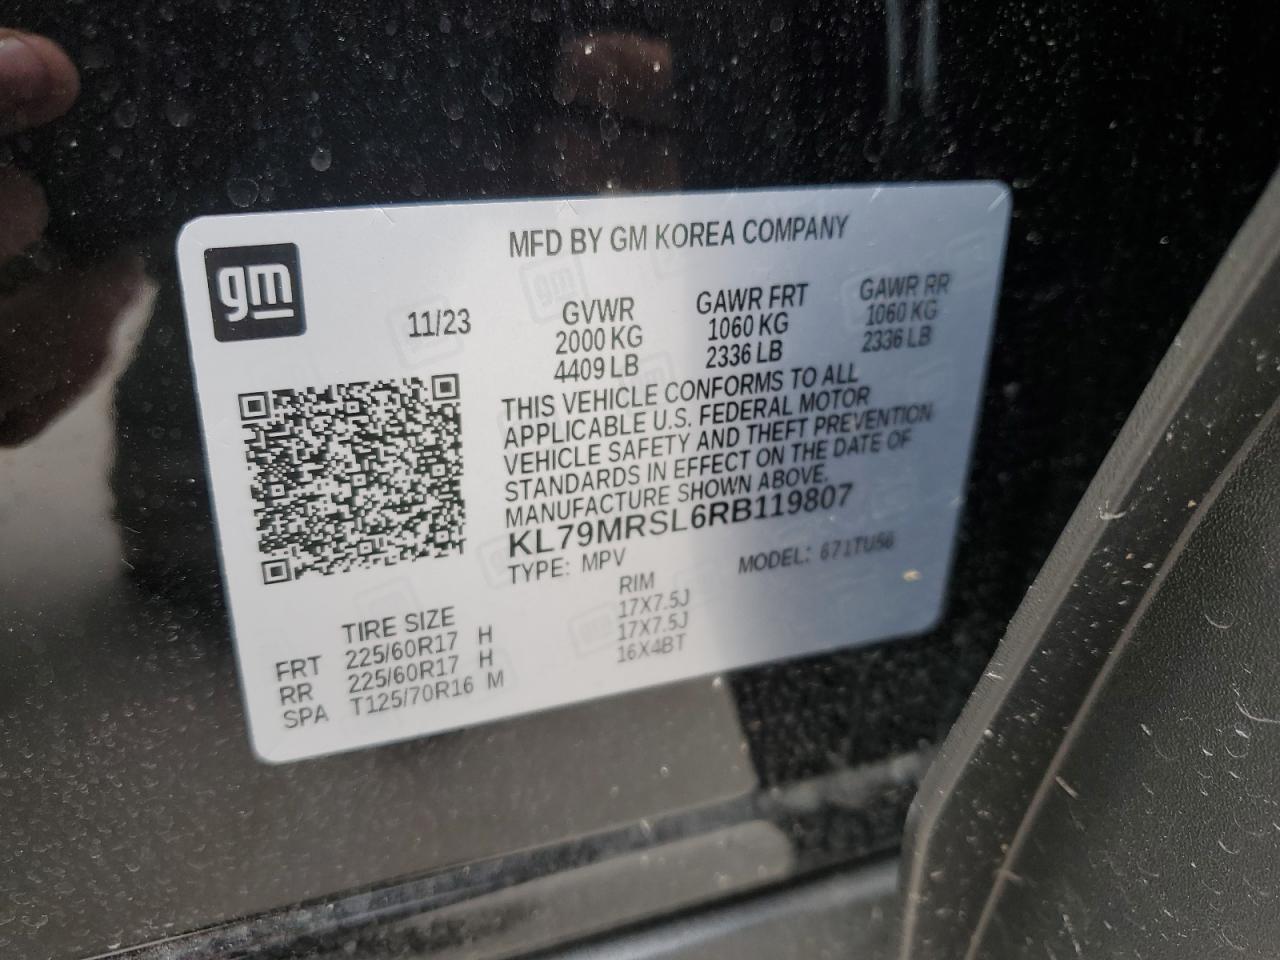 gm
MFD BY GM KOREA COMPANY
11/23
GVWR
2000 KG
4409 LB
GAWR FRT
1060 KG
2336 LB
GAWR RR
1060 KG
2336 LB
THIS VEHICLE CONFORMS TO ALL
APPLICABLE U.S. FEDERAL MOTOR
VEHICLE SAFETY AND THEFT PREVENTION
STANDARDS IN EFFECT ON THE DATE OF
MANUFACTURE SHOWN ABOVE.
KL79MRSL6RB119807
TYPE: MPV MODEL: 671TU56
TIRE SIZE RIM
FRT 225/60R17 H 17X7.5J
RR 225/60R17 H 17X7.5J
SPA T125/70R16 M 16X4BT